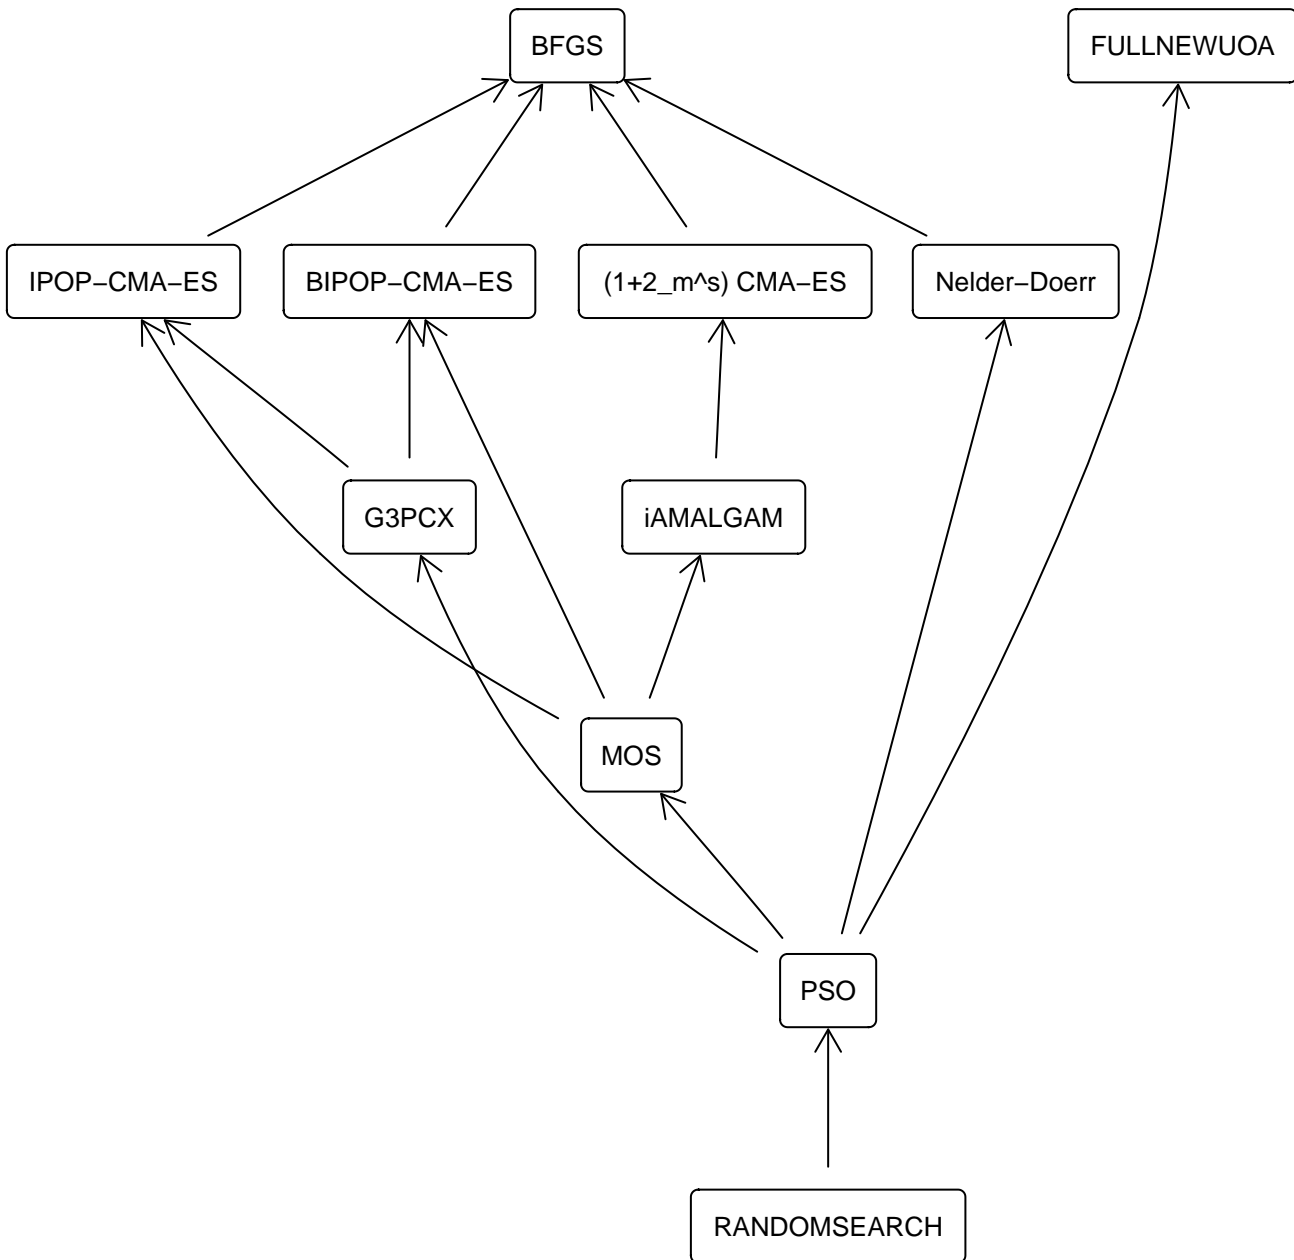 BFGS
FULLNEWUOA
IPOP−CMA−ES
BIPOP−CMA−ES
(1+2_m^s) CMA−ES
Nelder−Doerr
G3PCX
iAMALGAM
MOS
PSO
RANDOMSEARCH